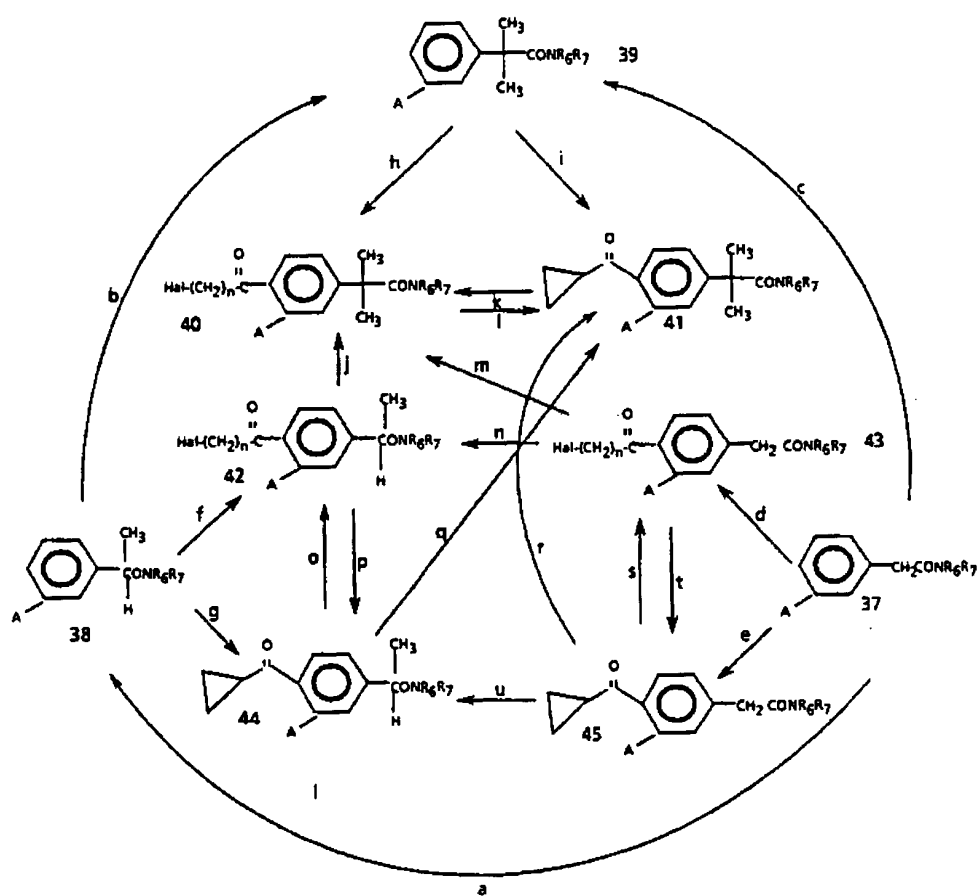 CH₃
CONR₆R₇ 39
CH₃
A
h i
c
b
O
Hal-(CH₂)ₙ-C
CH₃
CONR₆R₇
CH₃
A
40
k
l
O
CH₃
CONR₆R₇
CH₃
A
41
j
m
O
Hal-(CH₂)ₙ-C
CH₃
CONR₆R₇
H
A
42
n
O
Hal-(CH₂)ₙ-C
CH₂ CONR₆R₇
A
43
f
CH₃
CONR₆R₇
H
A
38
g
o p
q
r
s t
d
CH₂CONR₆R₇
A
37
e
O
CH₃
CONR₆R₇
H
A
44
u
O
CH₂ CONR₆R₇
A
45
l
a